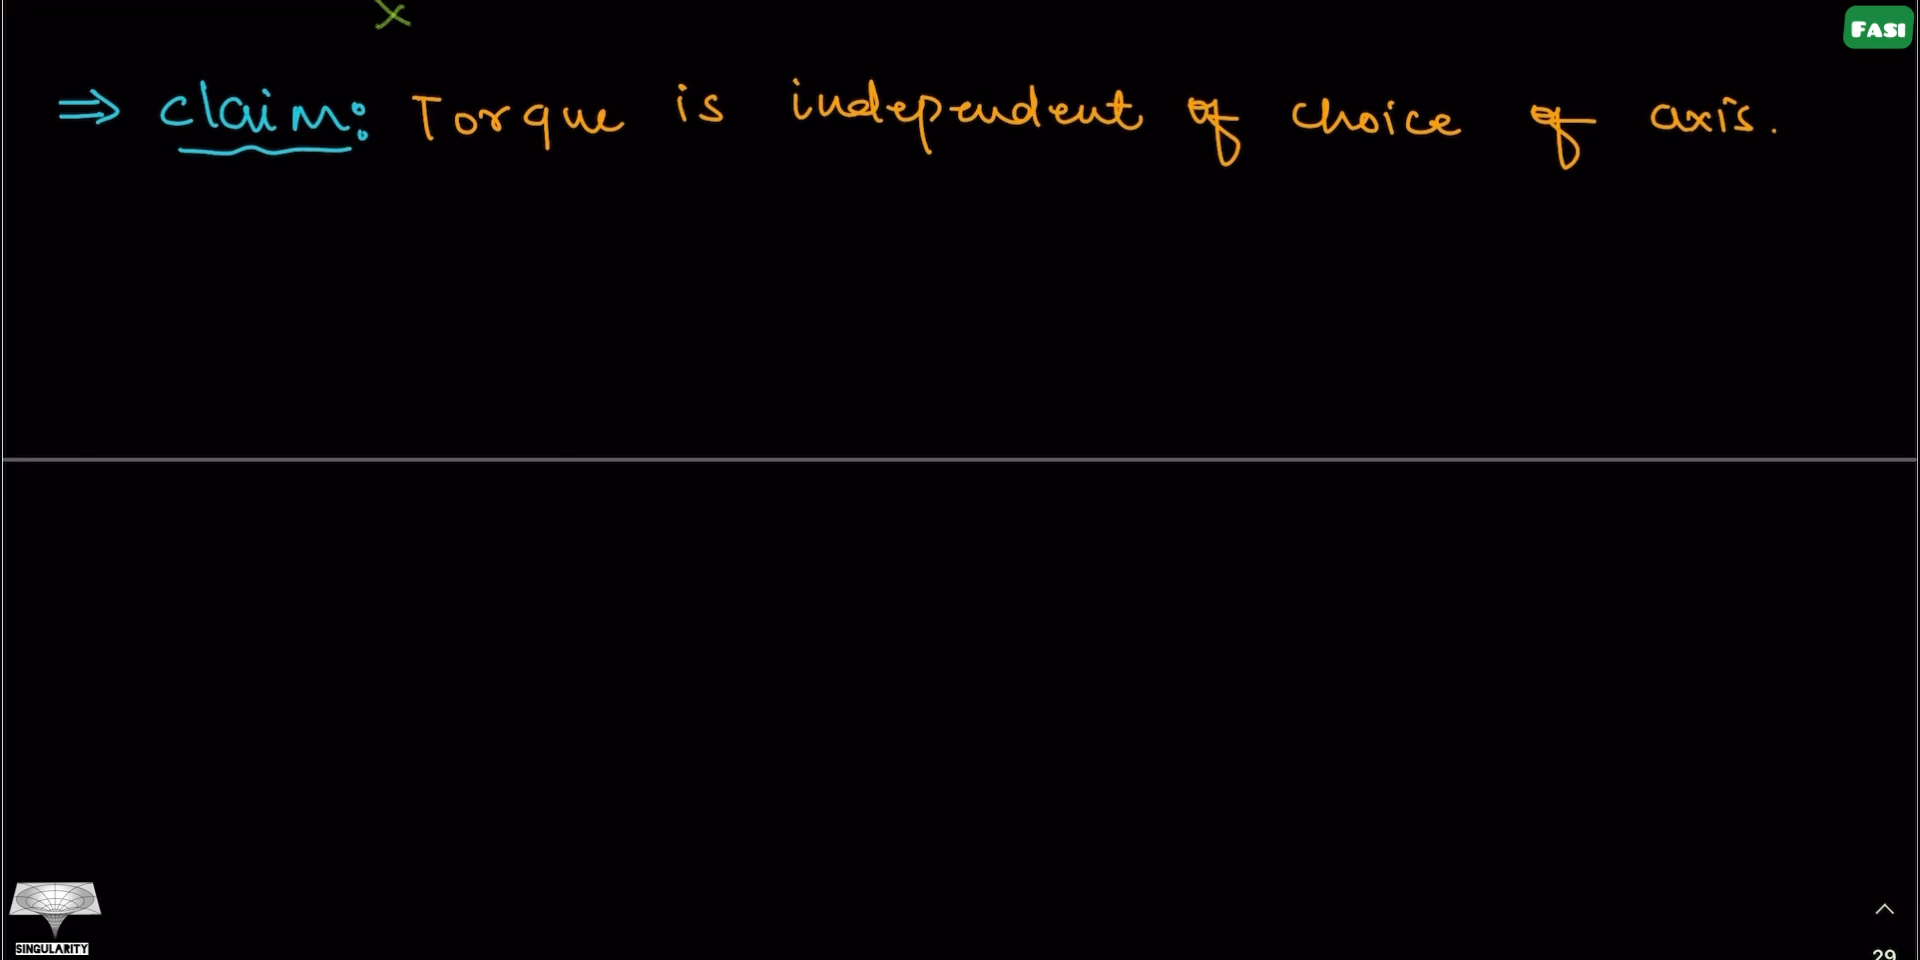 x
FASI
⇒ claim: Torque is independent of choice of axis.
SINGULARITY
29